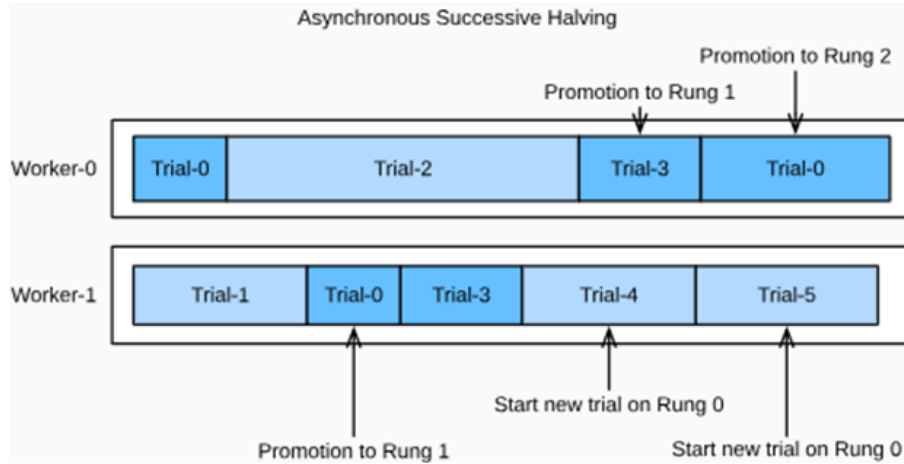 Asynchronous Successive Halving
Promotion to Rung 2
Promotion to Rung 1
Worker-0
Trial-0
Trial-2
Trial-3
Trial-0
Worker-1
Trial-1
Trial-0
Trial-3
Trial-4
Trial-5
Start new trial on Rung 0
Promotion to Rung 1
Start new trial on Rung 0